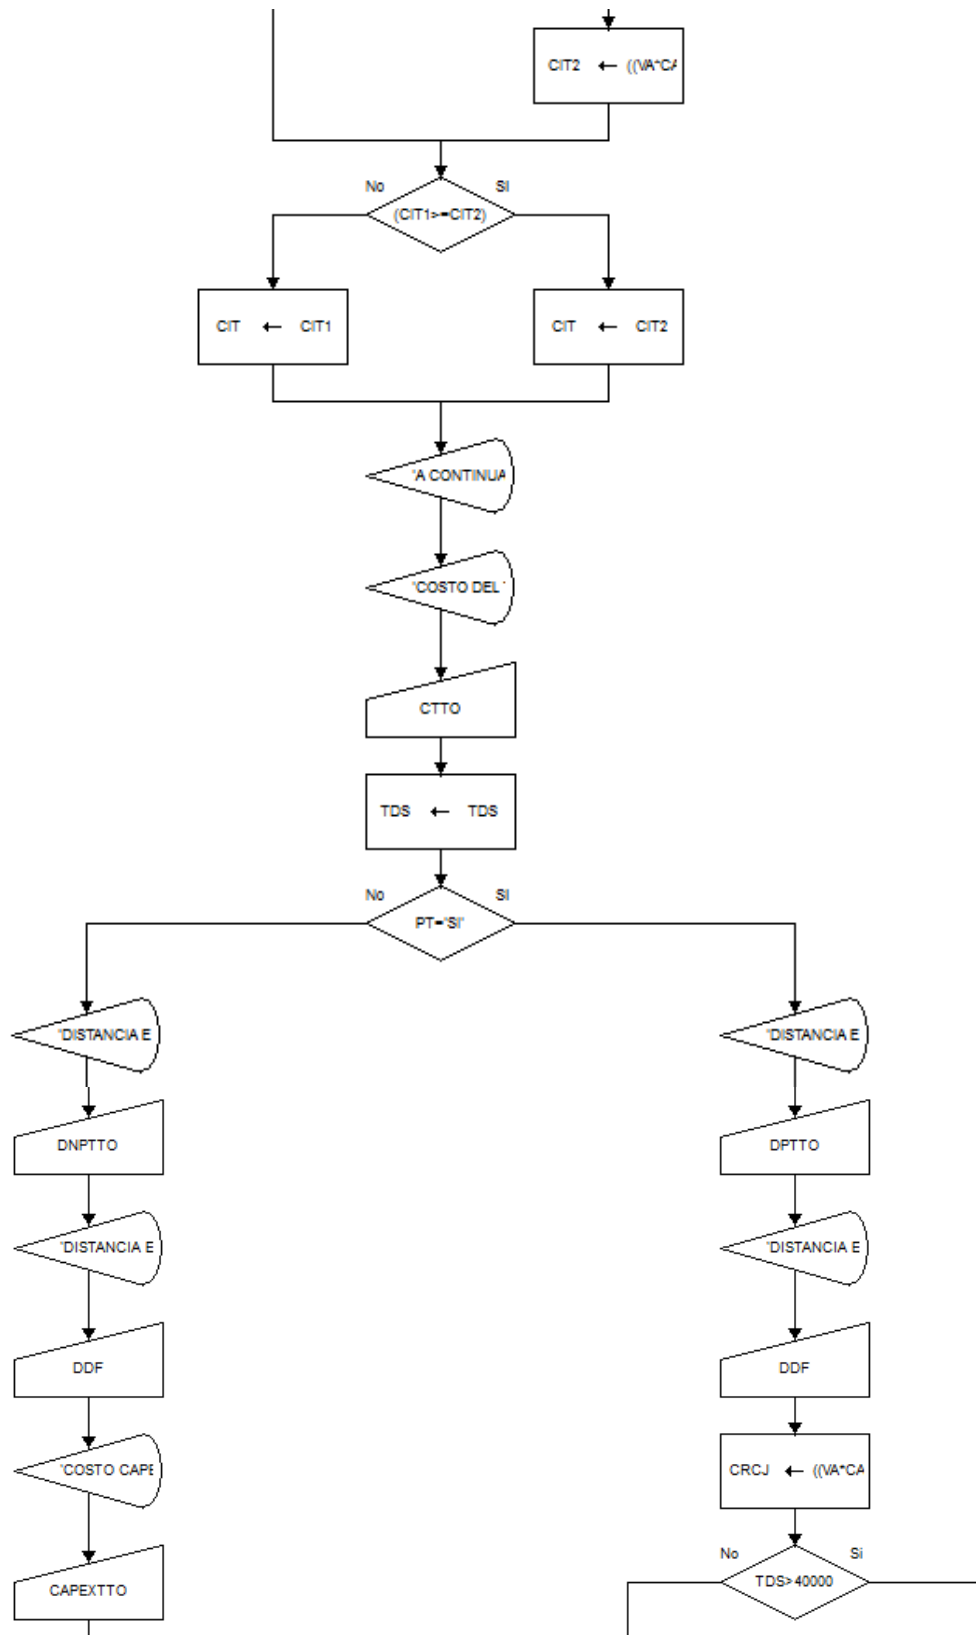 CIT2 ← ((VA*CA
No SI
(CIT1>=CIT2)
CIT ← CIT1
CIT ← CIT2
'A CONTINUA
'COSTO DEL
CTTO
TDS ← TDS
No SI
PT='SI'
'DISTANCIA E
'DISTANCIA E
DNPTTO
DPTTO
'DISTANCIA E
'DISTANCIA E
DDF
DDF
'COSTO CAPE
CRCJ ← ((VA*CA
No Si
CAPEXTTO
TDS>40000